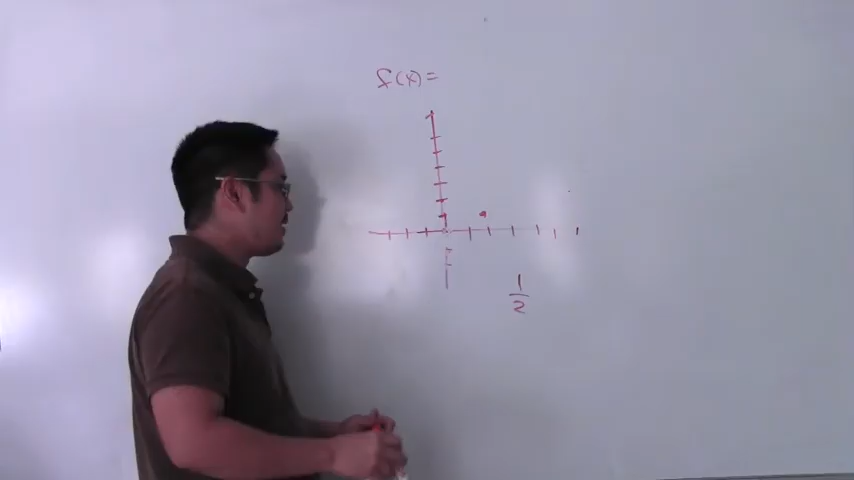 f(x) =
1/2